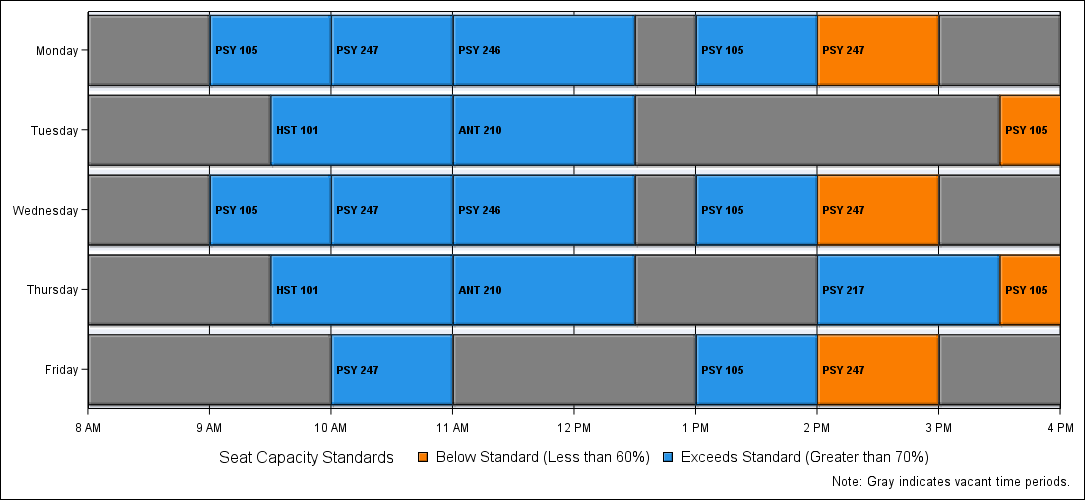 Monday PSY 105 PSY 247 PSY 246 PSY 105 PSY 247
Tuesday HST 101 ANT 210 PSY 105
Wednesday PSY 105 PSY 247 PSY 246 PSY 105 PSY 247
Thursday HST 101 ANT 210 PSY 217 PSY 105
Friday PSY 247 PSY 105 PSY 247
8 AM 9 AM 10 AM 11 AM 12 PM 1 PM 2 PM 3 PM 4 PM
Seat Capacity Standards Below Standard (Less than 60%) Exceeds Standard (Greater than 70%)
Note: Gray indicates vacant time periods.